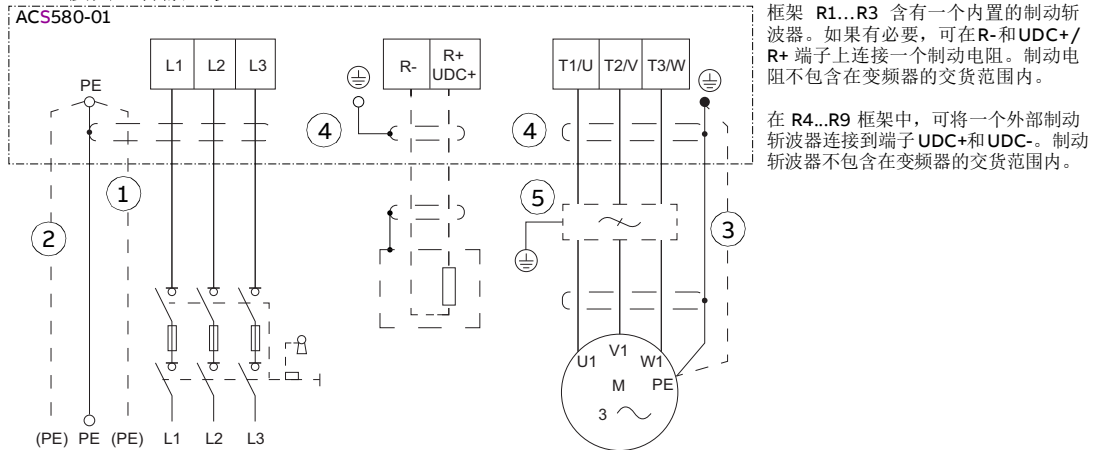 ACS580-01
框架 R1...R3 含有一个内置的制动斩
波器。如果有必要，可在R-和UDC+/
R+ 端子上连接一个制动电阻。制动电
阻不包含在变频器的交货范围内。
在 R4...R9 框架中，可将一个外部制动
斩波器连接到端子UDC+和UDC-。制动
斩波器不包含在变频器的交货范围内。
PE
L1 L2 L3
R- R+
UDC+
T1/U T2/V T3/W
4
4
1
2
5
3
U1 V1 W1
M PE
3
(PE) PE (PE) L1 L2 L3